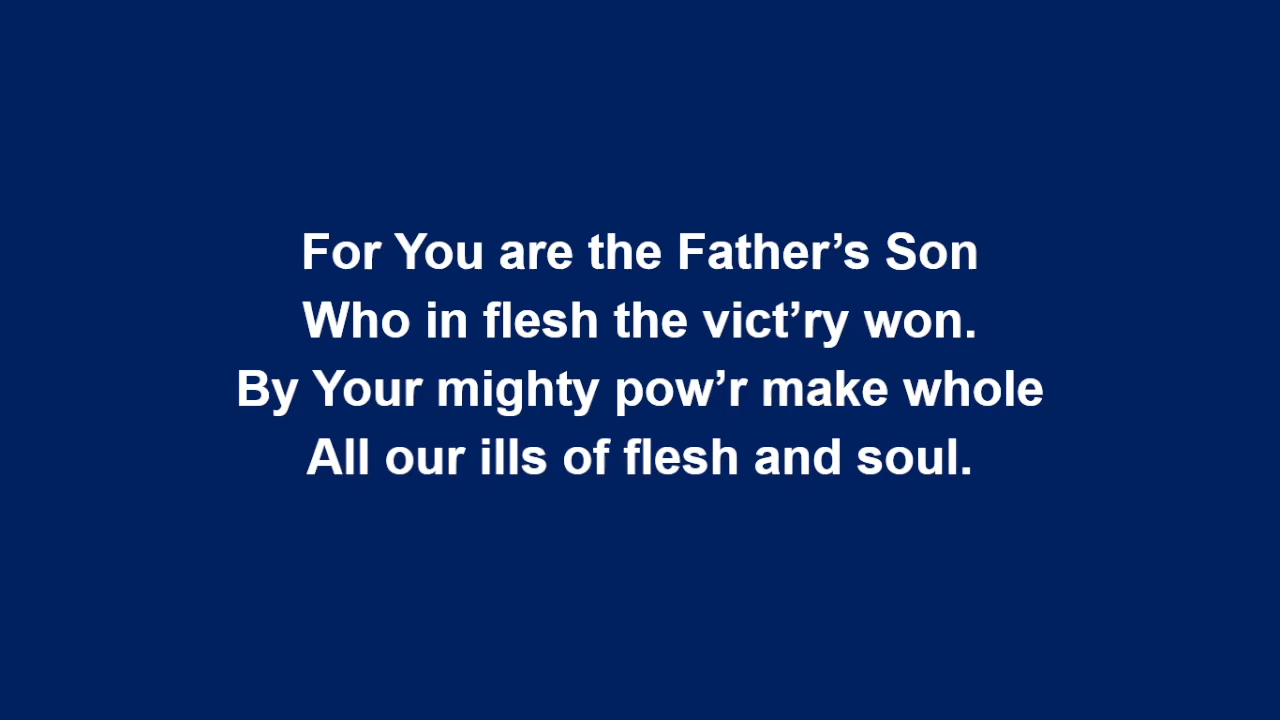 For You are the Father’s Son
Who in flesh the vict’ry won.
By Your mighty pow’r make whole
All our ills of flesh and soul.